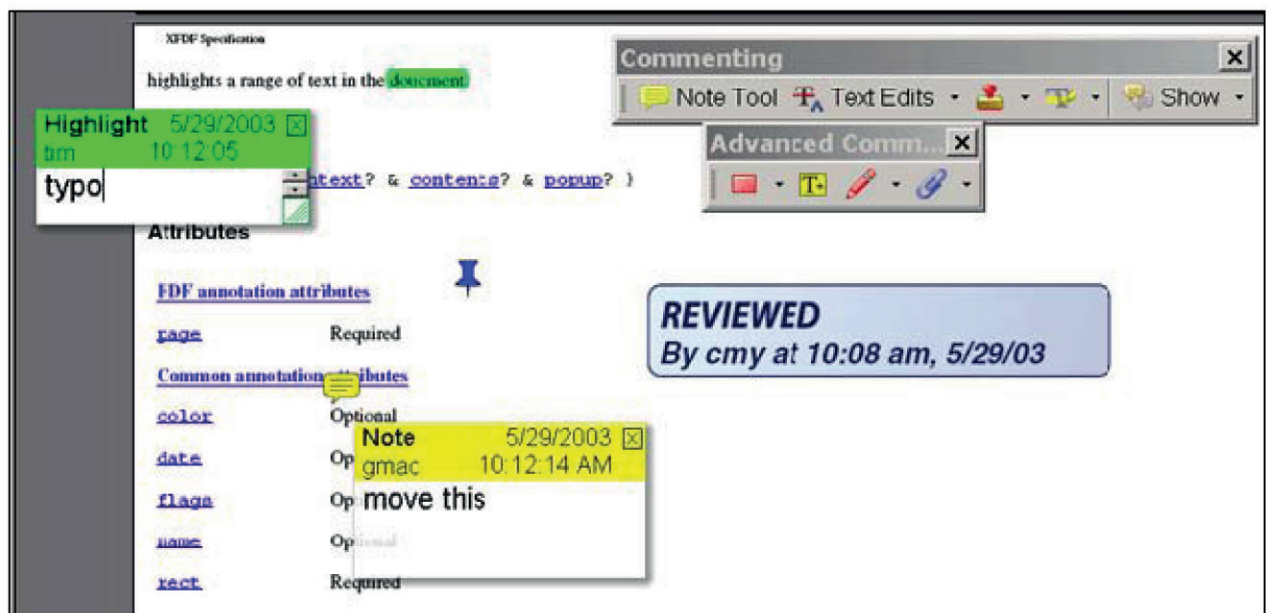 XFDF Specification
highlights a range of text in the doucment
Commenting
Note Tool Text Edits Show
Advanced Comm...
Highlight 5/29/2003
10:12:05
typo
text? & contents? & popup? )
Attributes
FDF annotation attributes
page Required
REVIEWED
By cmy at 10:08 am, 5/29/03
Common annotation attributes
color Optional
Note 5/29/2003
gmac 10:12:14 AM
move this
date Op
flags Op
name Optional
rect Required